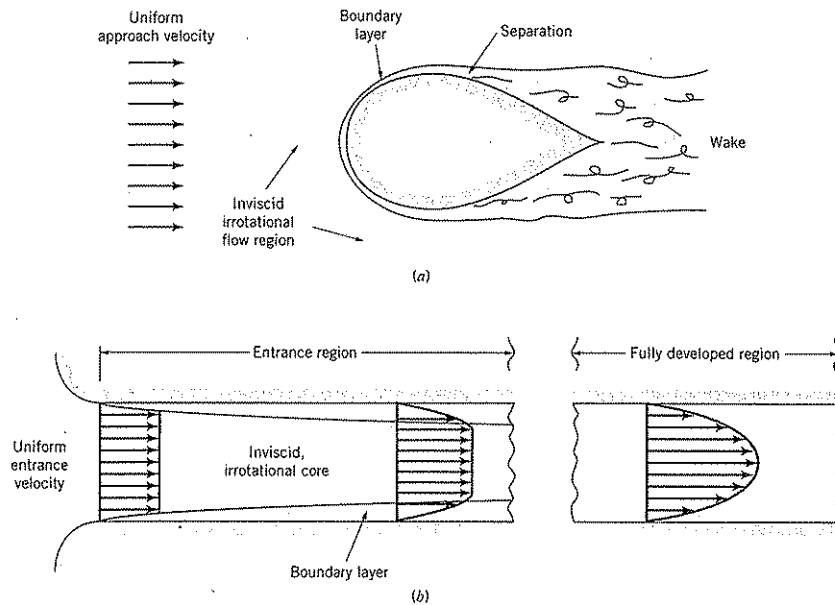 Uniform
approach velocity
Boundary
layer
Separation
Wake
Inviscid
irrotational
flow region
(a)
Entrance region
Fully developed region
Uniform
entrance
velocity
Inviscid,
irrotational core
Boundary layer
(b)